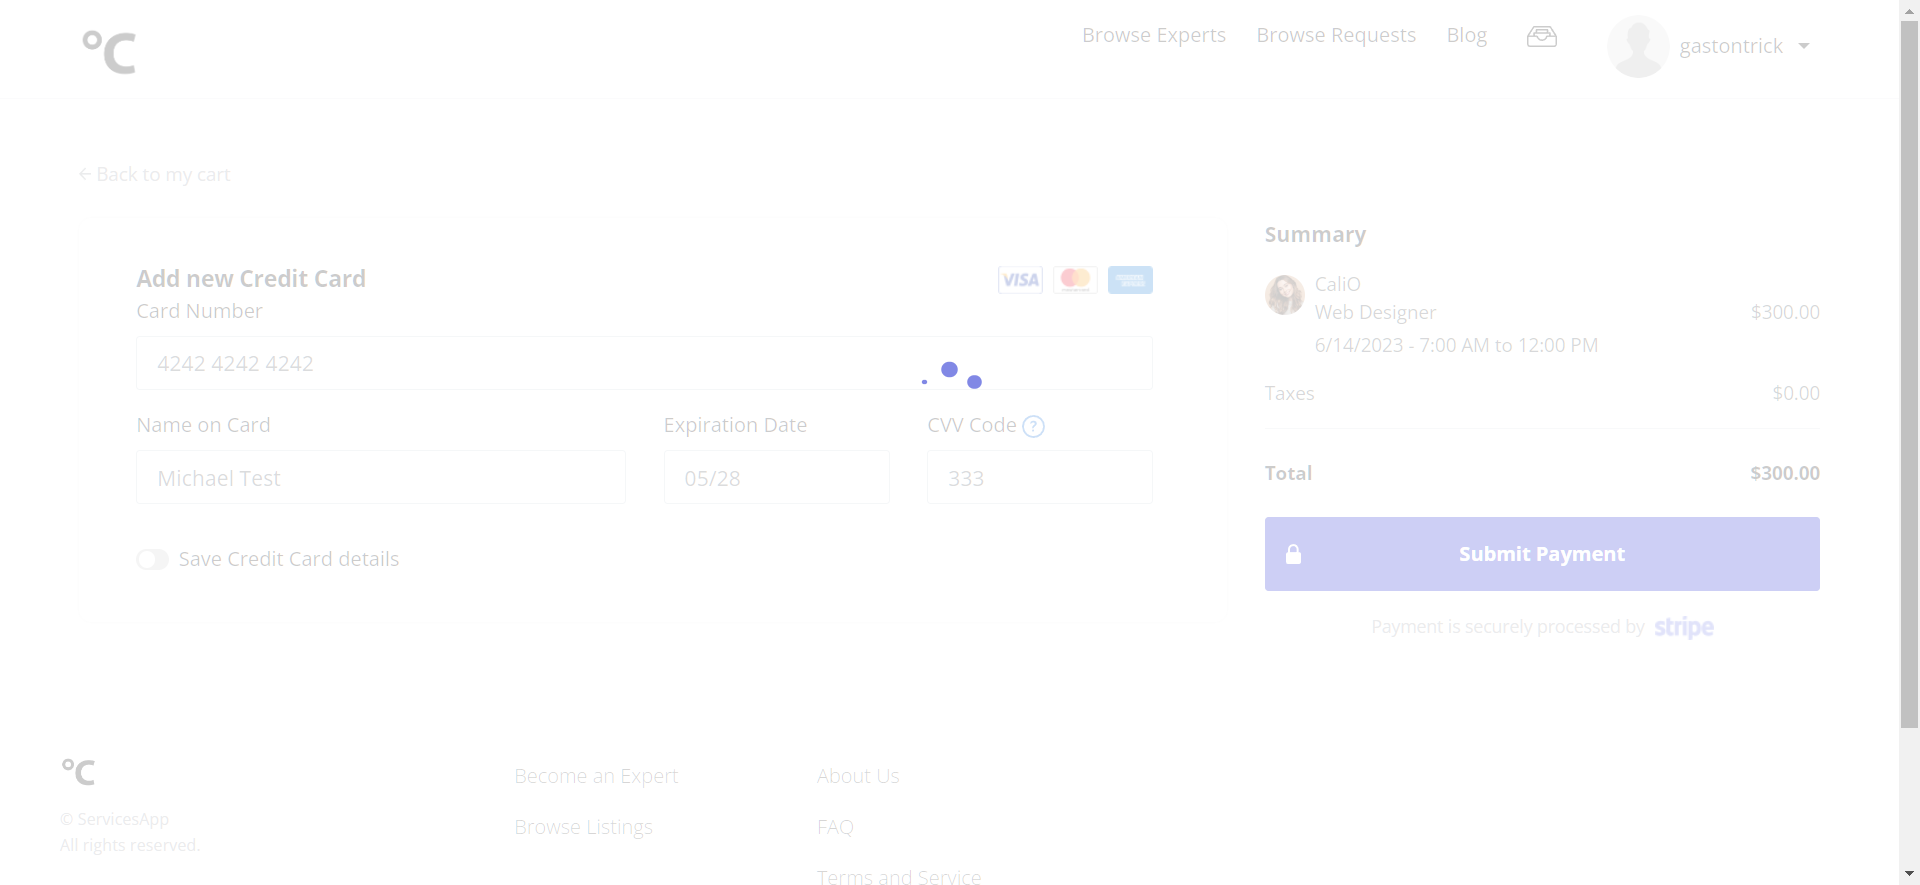 °C
Browse Experts
Browse Requests
Blog
gastontrick
Back to my cart
Add new Credit Card
VISA
Card Number
4242 4242 4242
Name on Card
Expiration Date
CVV Code ?
Michael Test
05/28
333
Save Credit Card details
Summary
CaliO
Web Designer $300.00
6/14/2023 - 7:00 AM to 12:00 PM
Taxes $0.00
Total $300.00
Submit Payment
Payment is securely processed by stripe
°C
© ServicesApp
All rights reserved.
Become an Expert
Browse Listings
About Us
FAQ
Terms and Service